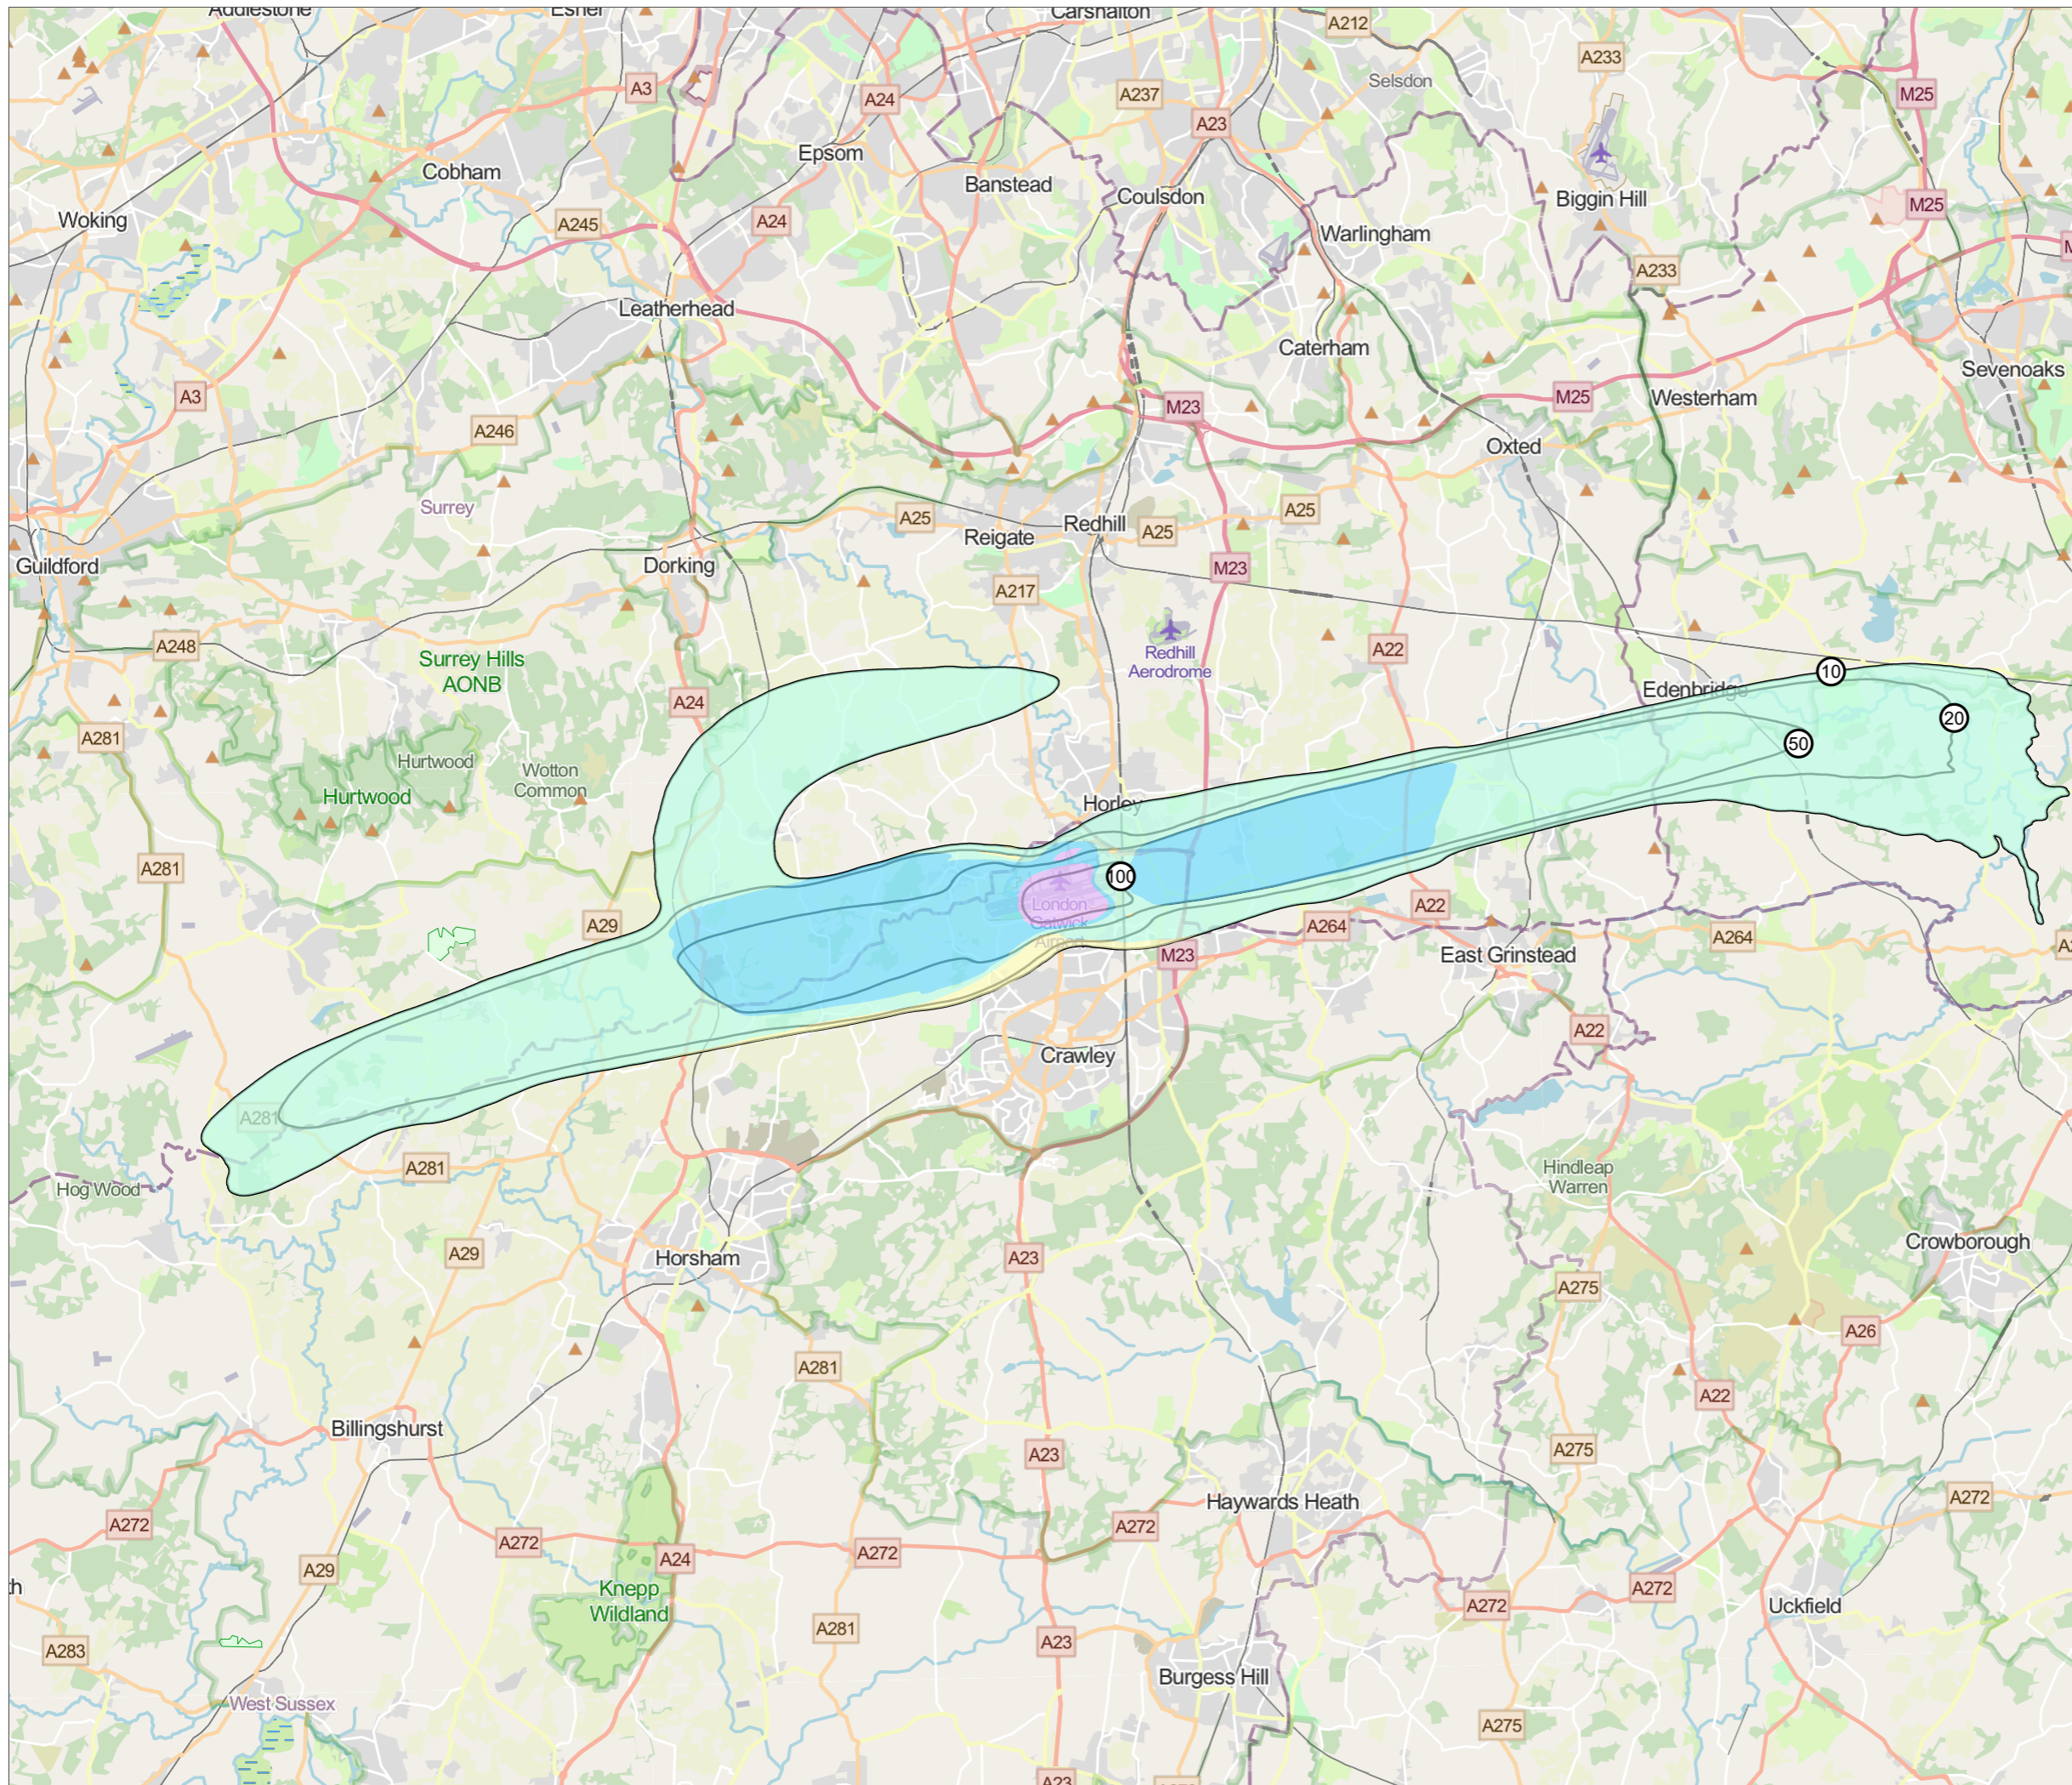 Addlestone
Esher
Carshalton
A212
A233
Selsdon
A3
A24
A237
M25
A23
Epsom
Cobham
Banstead
Coulsdon
Biggin Hill
M25
Woking
A245
A24
Warlingham
A233
Leatherhead
Caterham
Sevenoaks
A3
M23
M25
Westerham
A246
Oxted
Surrey
A25
Reigate
Redhill
A25
A25
Guildford
Dorking
A217
M23
A248
Surrey Hills
AONB
Redhill
Aerodrome
A22
10
Edenbridge
A24
20
A281
50
Hurtwood
Wotton
Common
Hurtwood
Horley
A281
100
London
Gatwick
Airport
A29
A22
A264
A264
M23
East Grinstead
A22
Crawley
A281
A281
Hog Wood
Hindleap
Warren
A29
Horsham
A23
Crowborough
A275
A26
A281
A22
Billingshurst
A23
A275
A272
Haywards Heath
A272
A272
A272
A24
A272
A29
Knepp
Wildland
A272
A272
Uckfield
A281
A23
A283
Burgess Hill
West Sussex
A275
A23